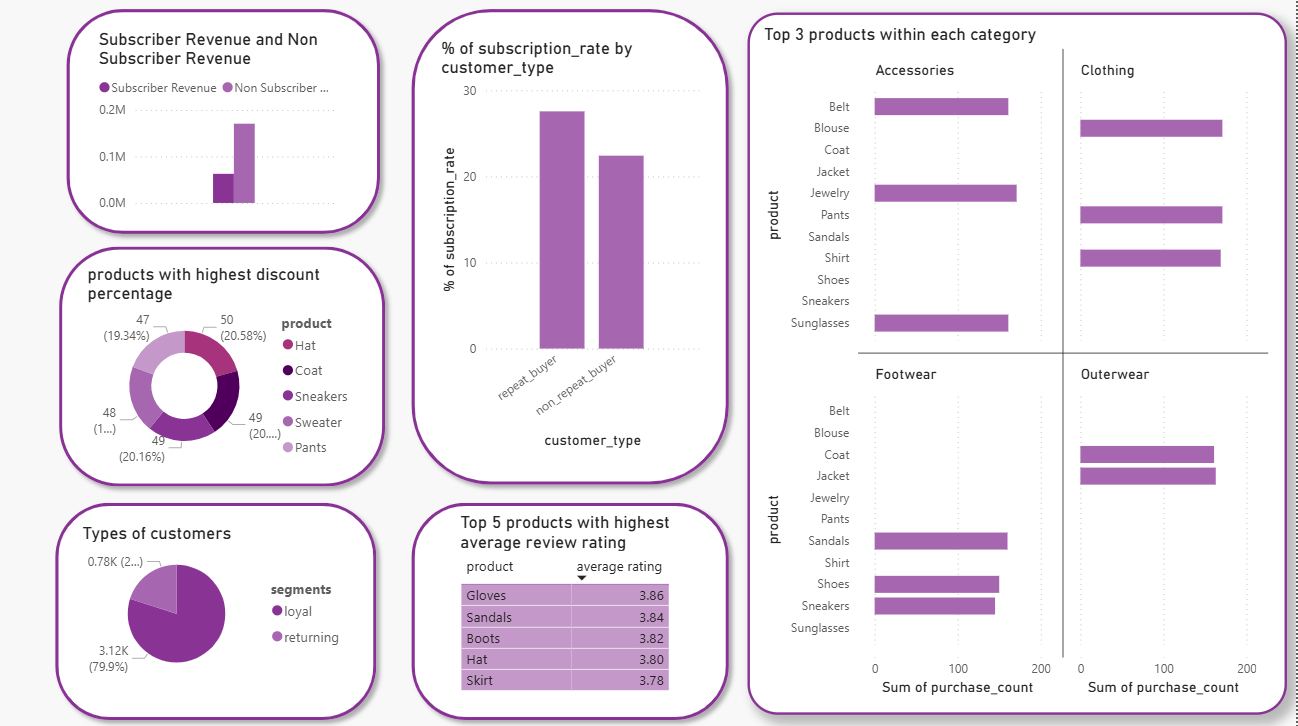 Subscriber Revenue and Non
Subscriber Revenue
Subscriber Revenue
Non Subscriber ...
0.2M
0.1M
0.0M
products with highest discount
percentage
47
(19.34%)
50
(20.58%)
48
(1...)
49
(20....)
49
(20.16%)
product
Hat
Coat
Sneakers
Sweater
Pants
Types of customers
0.78K (2...)
3.12K
(79.9%)
segments
loyal
returning
% of subscription_rate by
customer_type
% of subscription_rate
30
20
10
0
repeat_buyer
non_repeat_buyer
customer_type
Top 5 products with highest
average review rating
product average rating
Gloves 3.86
Sandals 3.84
Boots 3.82
Hat 3.80
Skirt 3.78
Top 3 products within each category
Accessories
Clothing
product
Belt
Blouse
Coat
Jacket
Jewelry
Pants
Sandals
Shirt
Shoes
Sneakers
Sunglasses
Footwear
Outerwear
product
Belt
Blouse
Coat
Jacket
Jewelry
Pants
Sandals
Shirt
Shoes
Sneakers
Sunglasses
0 100 200
0 100 200
Sum of purchase_count
Sum of purchase_count